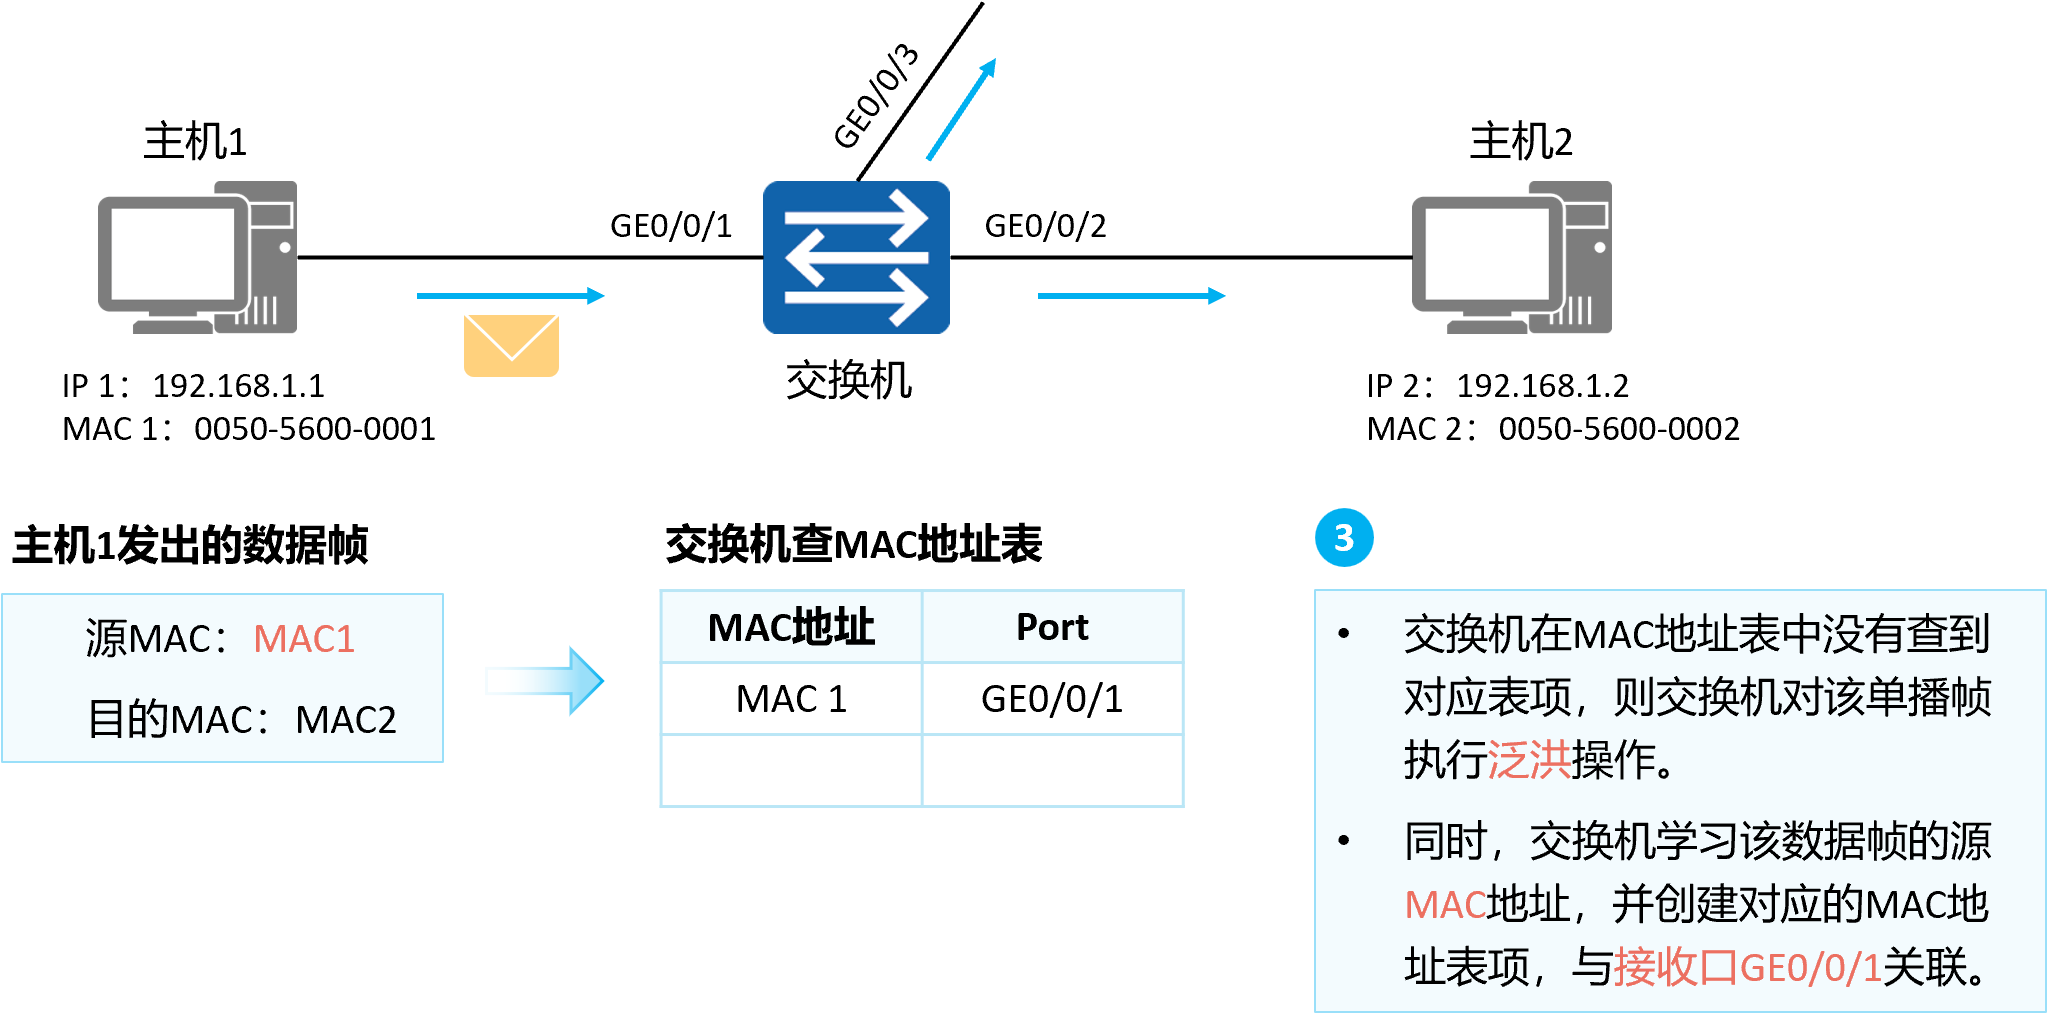 GE0/0/3
主机1
主机2
GE0/0/1
GE0/0/2
交换机
IP 1：192.168.1.1
MAC 1：0050-5600-0001
IP 2：192.168.1.2
MAC 2：0050-5600-0002
主机1发出的数据帧
源MAC：MAC1
目的MAC：MAC2
交换机查MAC地址表
MAC地址 Port
MAC 1 GE0/0/1
3
• 交换机在MAC地址表中没有查到
对应表项，则交换机对该单播帧
执行泛洪操作。
• 同时，交换机学习该数据帧的源
MAC地址，并创建对应的MAC地
址表项，与接收口GE0/0/1关联。